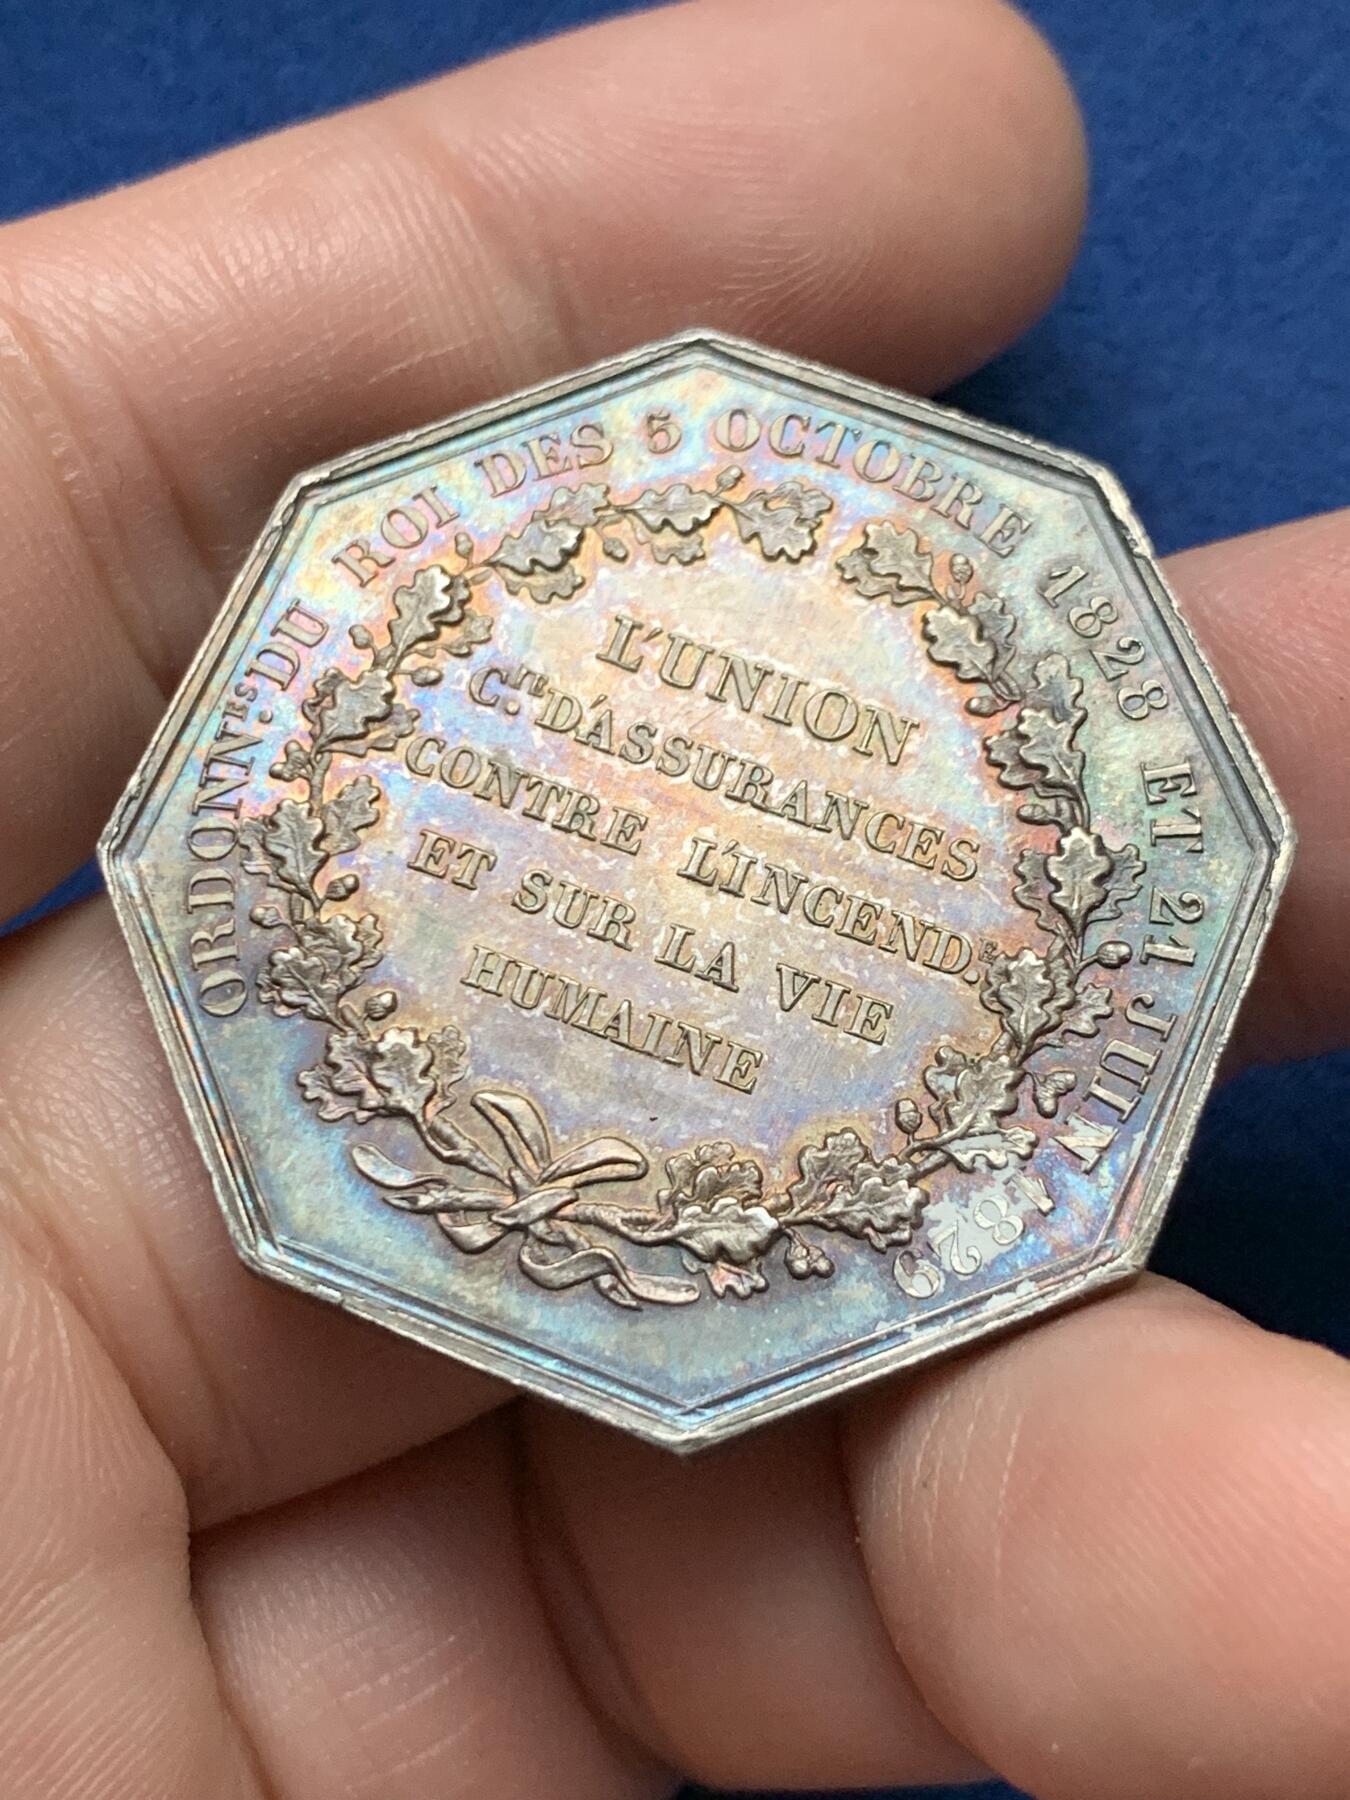 ORDONN.ES DU ROI DES 5 OCTOBRE 1828 ET 21 JUIN 1829
L'UNION
C.IE D'ASSURANCES
CONTRE L'INCEND.E
ET SUR LA VIE
HUMAINE